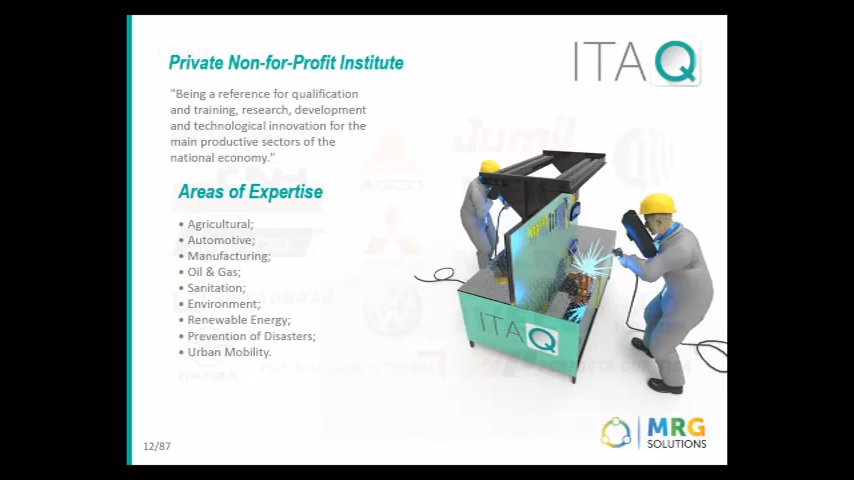 Private Non-for-Profit Institute
ITAQ
"Being a reference for qualification
and training, research, development
and technological innovation for the
main productive sectors of the
national economy."
Jumil
AGCO
Areas of Expertise
• Agricultural;
• Automotive;
• Manufacturing;
• Oil & Gas;
• Sanitation;
• Environment;
• Renewable Energy;
• Prevention of Disasters;
• Urban Mobility.
ITAQ
12/87
MRG
SOLUTIONS